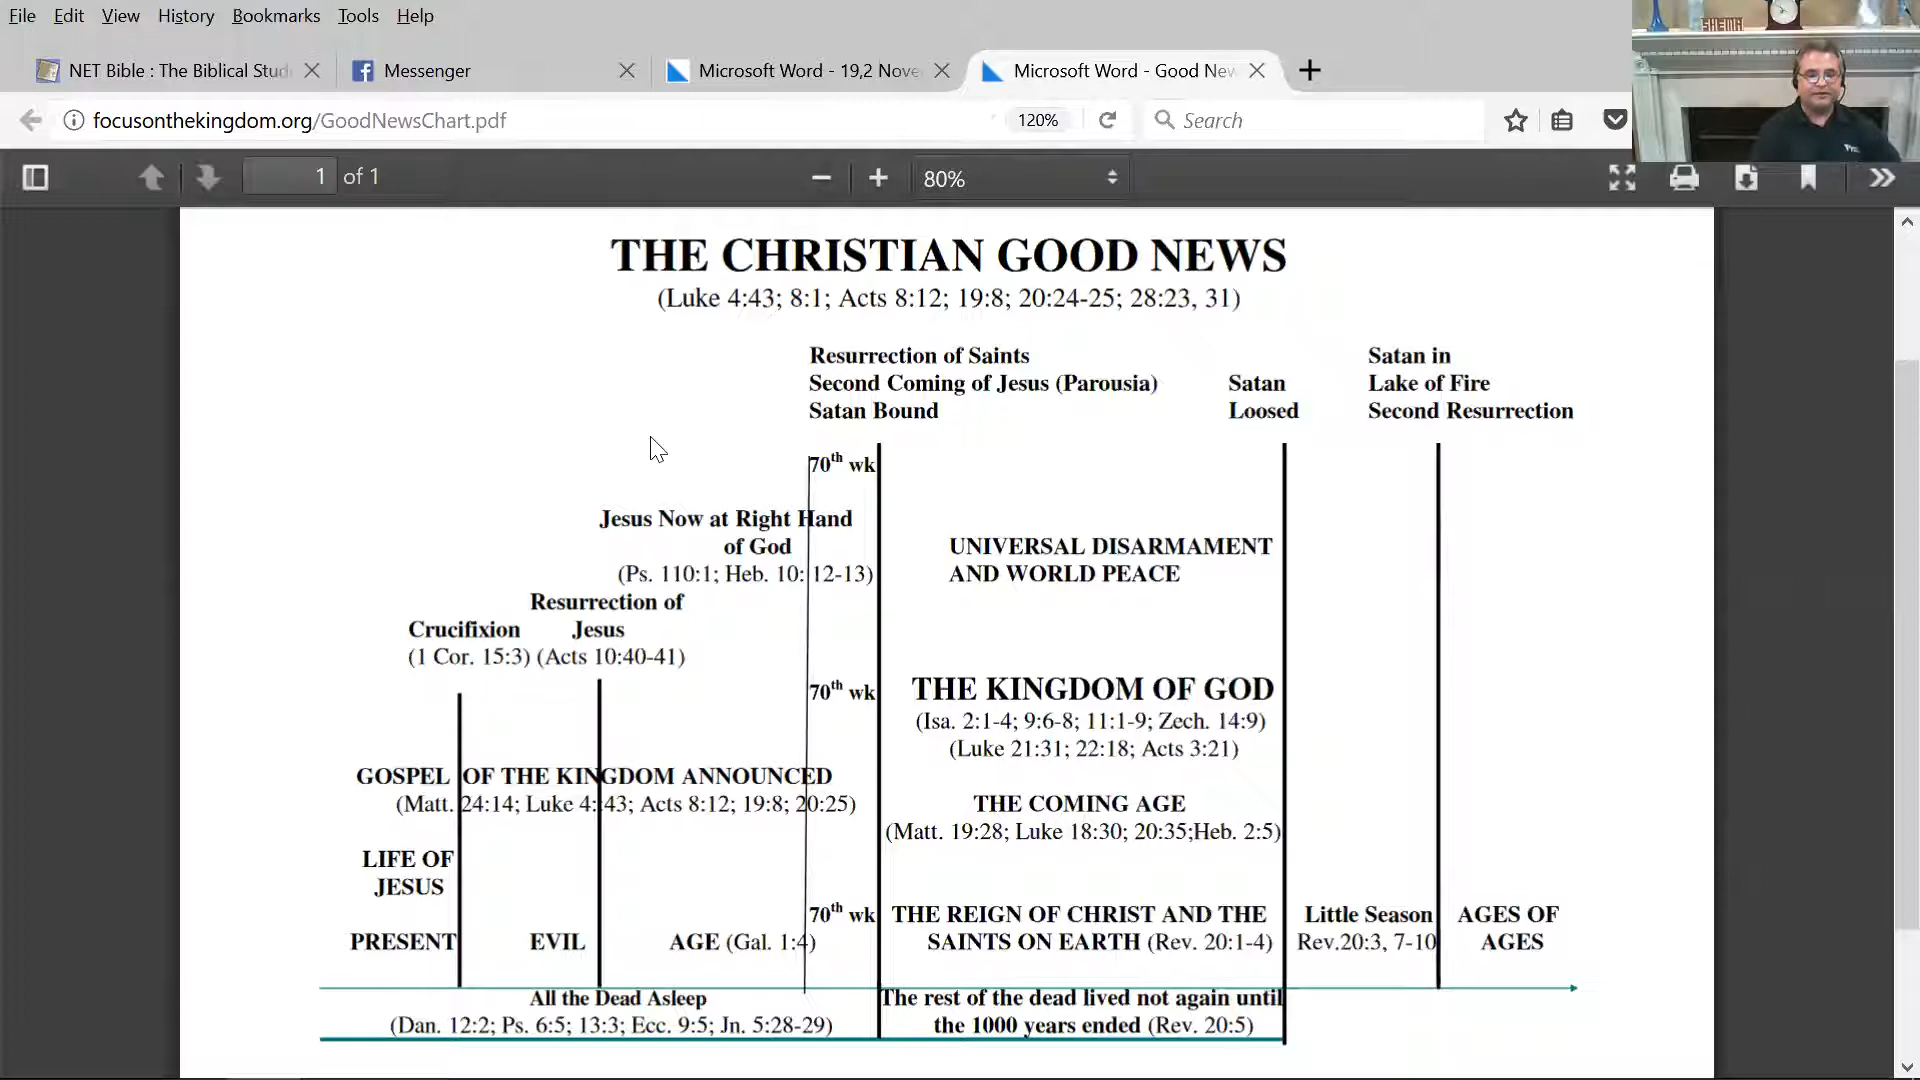 File Edit View History Bookmarks Tools Help
NET Bible : The Biblical Stud
Messenger
Microsoft Word - 19,2 Nove
Microsoft Word - Good New
focusonthekingdom.org/GoodNewsChart.pdf
120%
Search
SHEMA
1 of 1
80%
THE CHRISTIAN GOOD NEWS
(Luke 4:43; 8:1; Acts 8:12; 19:8; 20:24-25; 28:23, 31)
Resurrection of Saints
Second Coming of Jesus (Parousia)
Satan Bound
Satan
Loosed
Satan in
Lake of Fire
Second Resurrection
70th wk
Jesus Now at Right Hand
of God
(Ps. 110:1; Heb. 10: 12-13)
UNIVERSAL DISARMAMENT
AND WORLD PEACE
Crucifixion
(1 Cor. 15:3)
Resurrection of
Jesus
(Acts 10:40-41)
70th wk
THE KINGDOM OF GOD
(Isa. 2:1-4; 9:6-8; 11:1-9; Zech. 14:9)
(Luke 21:31; 22:18; Acts 3:21)
GOSPEL OF THE KINGDOM ANNOUNCED
(Matt. 24:14; Luke 4:43; Acts 8:12; 19:8; 20:25)
THE COMING AGE
(Matt. 19:28; Luke 18:30; 20:35;Heb. 2:5)
LIFE OF
JESUS
70th wk
THE REIGN OF CHRIST AND THE
SAINTS ON EARTH (Rev. 20:1-4)
Little Season
Rev.20:3, 7-10
AGES OF
AGES
PRESENT EVIL AGE (Gal. 1:4)
All the Dead Asleep
(Dan. 12:2; Ps. 6:5; 13:3; Ecc. 9:5; Jn. 5:28-29)
The rest of the dead lived not again until
the 1000 years ended (Rev. 20:5)